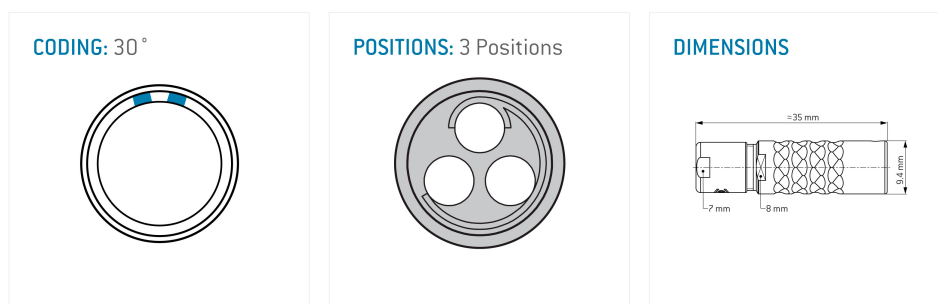 CODING: 30°
POSITIONS: 3 Positions
DIMENSIONS
≈35 mm
9.4 mm
7 mm
8 mm